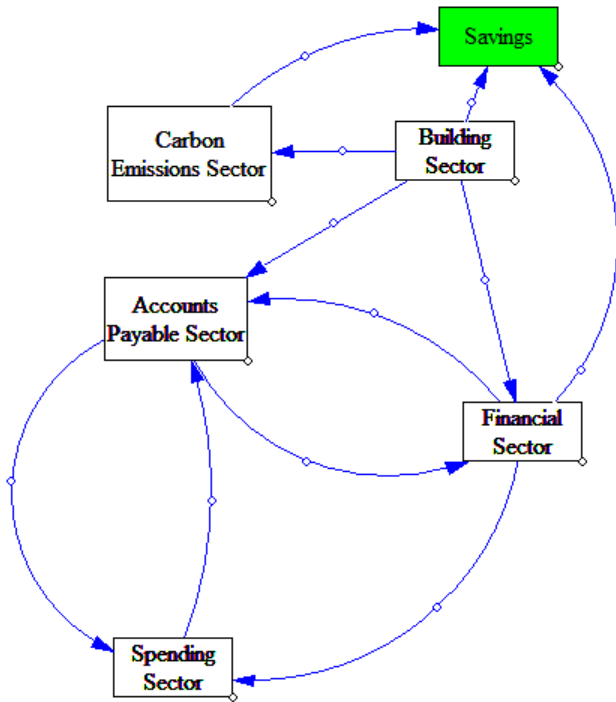 Savings
Carbon
Emissions Sector
Building
Sector
Accounts
Payable Sector
Financial
Sector
Spending
Sector